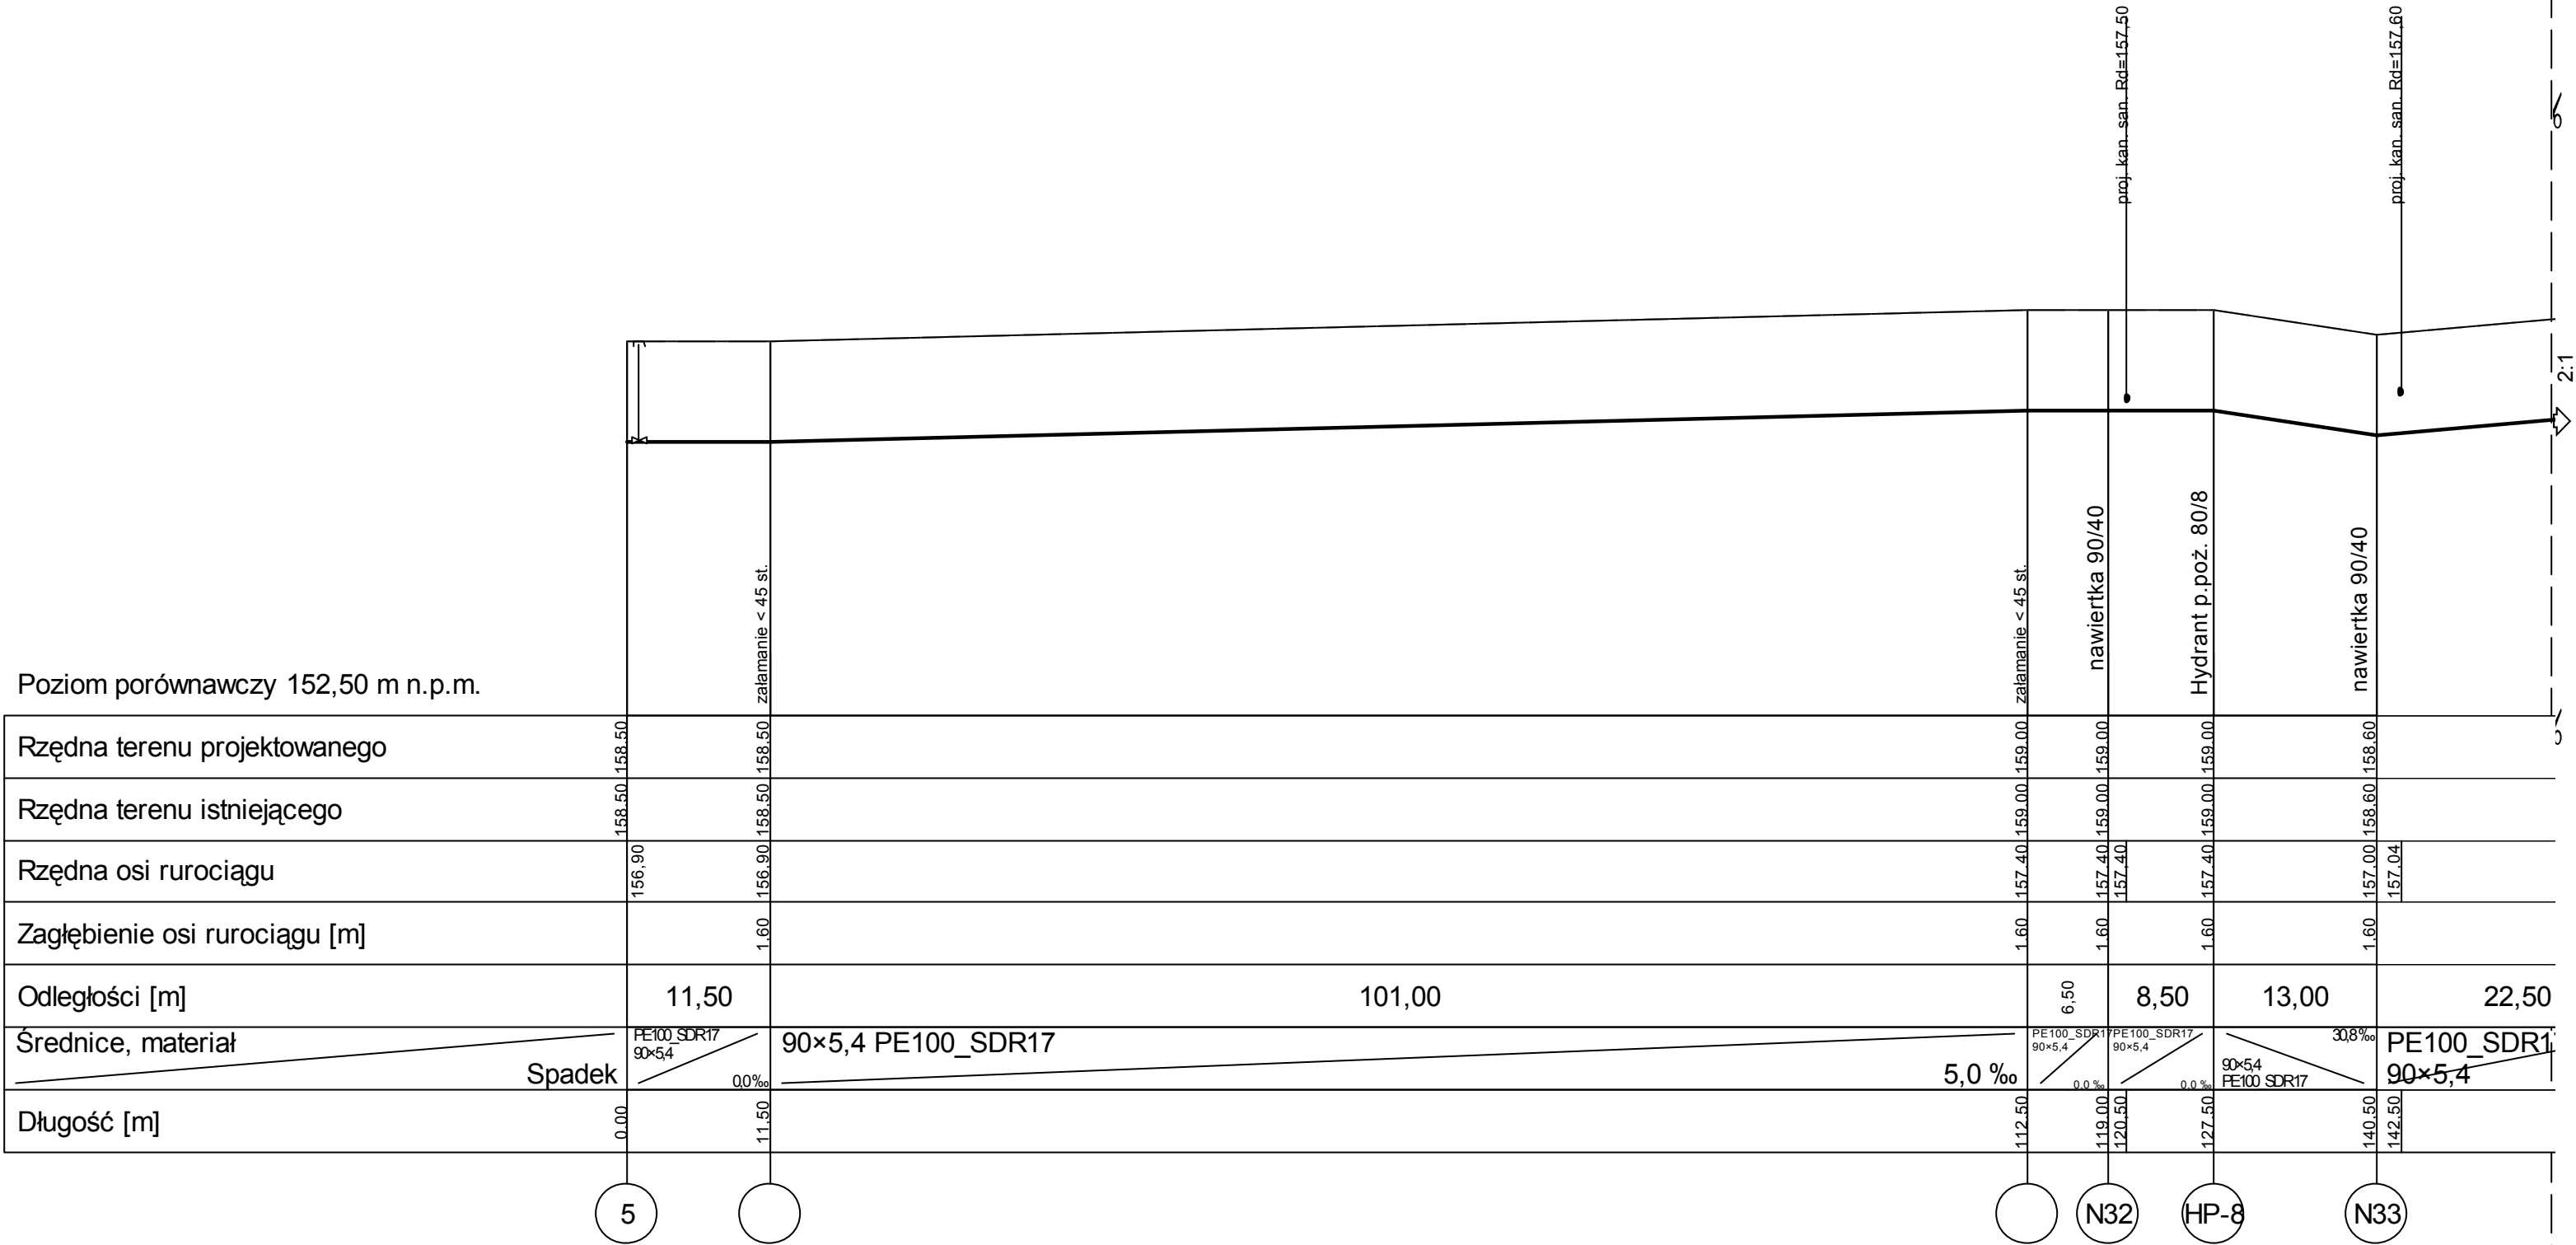 proj. kan. san. Rd=157,50
proj. kan. san. Rd=157,60
2:1
załamanie < 45 st.
załamanie < 45 st.
nawiertka 90/40
Hydrant p.poż. 80/8
nawiertka 90/40
Poziom porównawczy 152,50 m n.p.m.
Rzędna terenu projektowanego
158.50
158.50
159.00
159.00
159.00
158.60
Rzędna terenu istniejącego
158.50
158.50
159.00
159.00
159.00
158.60
Rzędna osi rurociągu
156,90
156.90
157.40
157.40
157,40
157.40
157.00
157,04
Zagłębienie osi rurociągu [m]
1.60
1.60
1.60
1.60
1.60
Odległości [m]
11,50
101,00
6,50
8,50
13,00
22,50
Średnice, materiał
Spadek
PE100_SDR17
90×5,4
0,0‰
90×5,4 PE100_SDR17
5,0 ‰
PE100_SDR17
90×5,4
0.0 ‰
PE100_SDR17
90×5,4
0.0 ‰
30,8‰
90×5,4
PE100 SDR17
PE100_SDR1
90×5,4
Długość [m]
0.00
11.50
112.50
119.00
120,50
127.50
140.50
142.50
5
N32
HP-8
N33